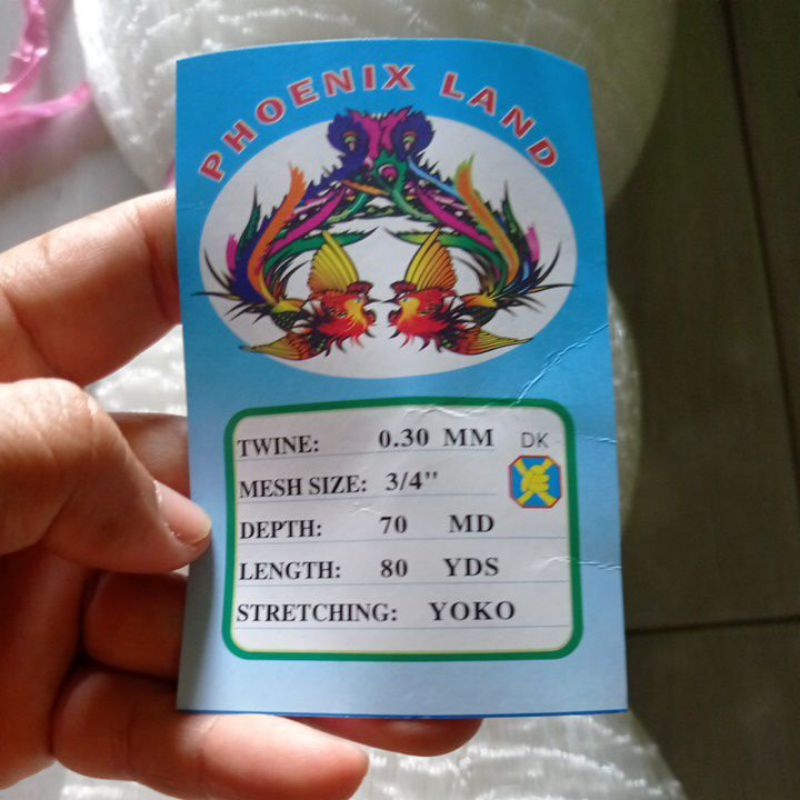 PHOENIX LAND
TWINE: 0.30 MM DK
MESH SIZE: 3/4"
DEPTH: 70 MD
LENGTH: 80 YDS
STRETCHING: YOKO